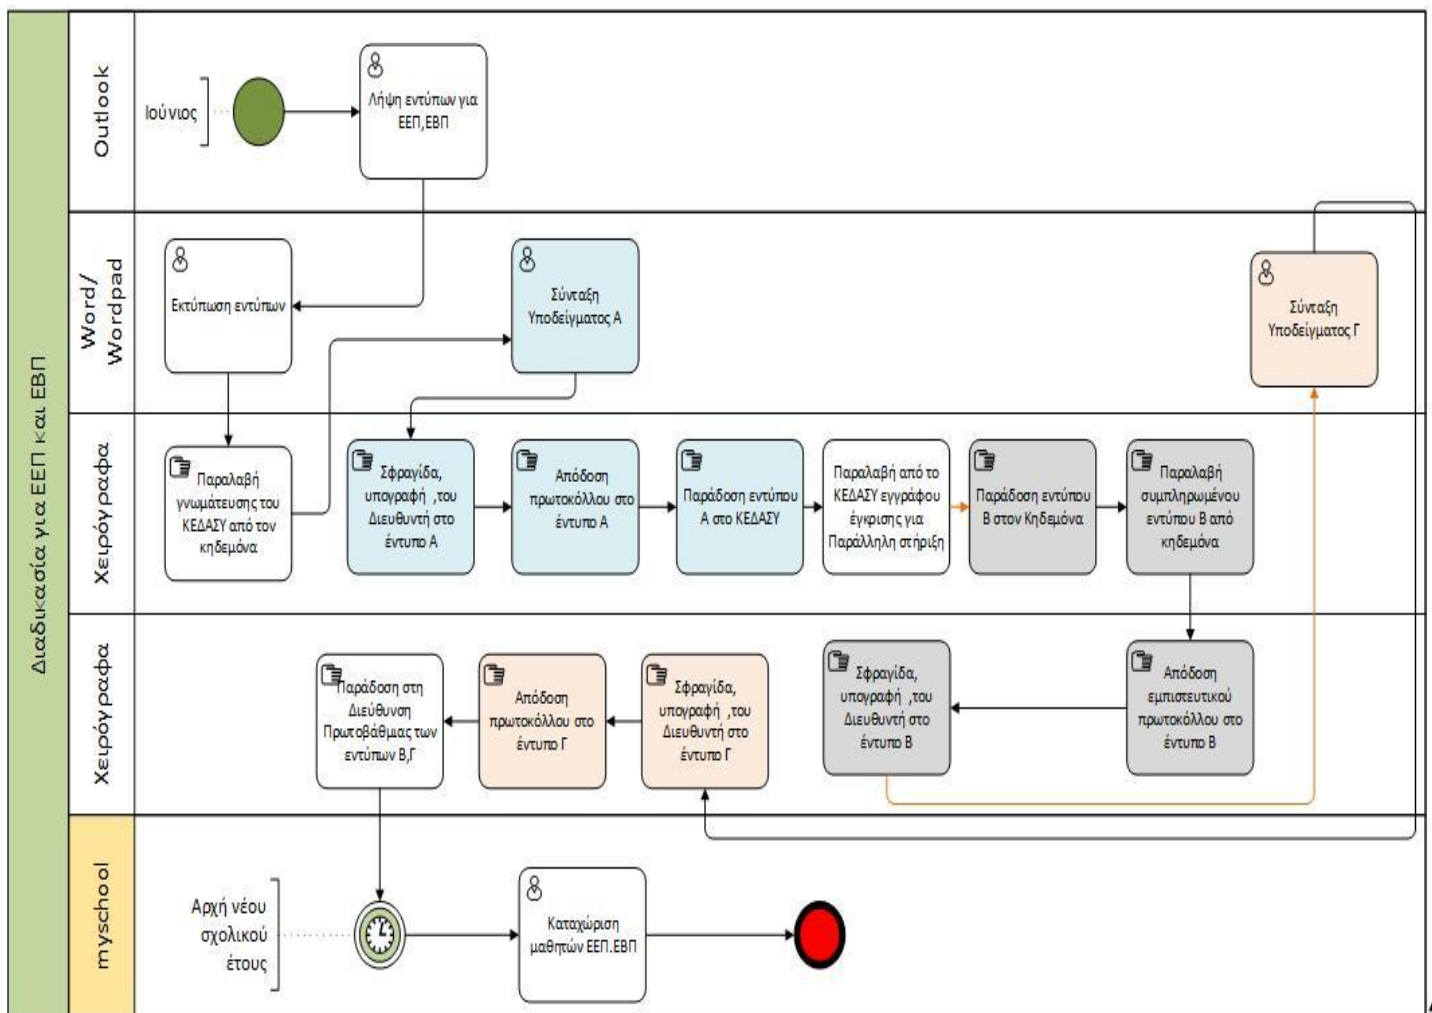 Διαδικασία για ΕΕΠ και ΕΒΠ
Outlook
Ιούνιος
Λήψη εντύπων για
ΕΕΠ,ΕΒΠ
Word/
Wordpad
Εκτύπωση εντύπων
Σύνταξη
Υποδείγματος Α
Σύνταξη
Υποδείγματος Γ
Χειρόγραφα
Παραλαβή
γνωμάτευσης του
ΚΕΔΑΣΥ από τον
κηδεμόνα
Σφραγίδα,
υπογραφή ,του
Διευθυντή στο
έντυπο Α
Απόδοση
πρωτοκόλλου στο
έντυπο Α
Παράδοση εντύπου
Α στο ΚΕΔΑΣΥ
Παραλαβή από το
ΚΕΔΑΣΥ εγγράφου
έγκρισης για
Παράλληλη στήριξη
Παράδοση εντύπου
Β στον Κηδεμόνα
Παραλαβή
συμπληρωμένου
εντύπου Β από
κηδεμόνα
Χειρόγραφα
Παράδοση στη
Διεύθυνση
Πρωτοβάθμιας των
εντύπων Β,Γ
Απόδοση
πρωτοκόλλου στο
έντυπο Γ
Σφραγίδα,
υπογραφή ,του
Διευθυντή στο
έντυπο Γ
Σφραγίδα,
υπογραφή ,του
Διευθυντή στο
έντυπο Β
Απόδοση
εμπιστευτικού
πρωτοκόλλου στο
έντυπο Β
myschool
Αρχή νέου
σχολικού
έτους
Καταχώριση
μαθητών ΕΕΠ.ΕΒΠ